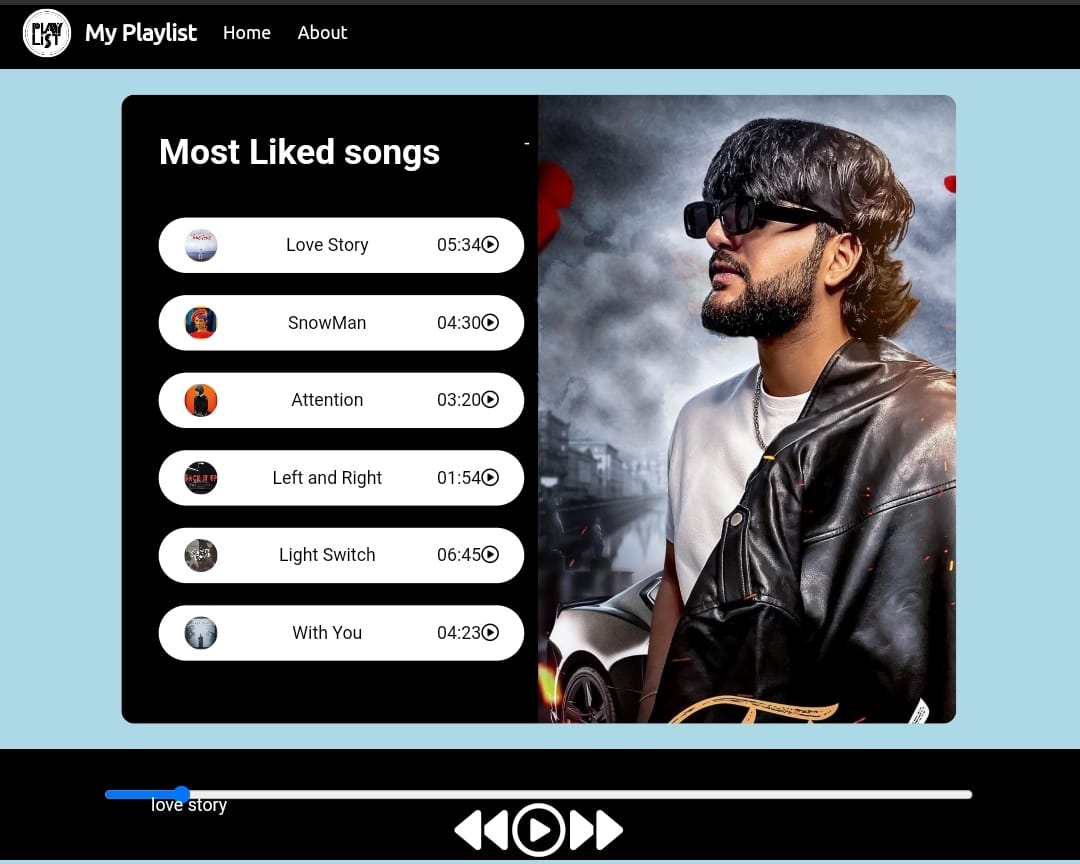 PLAY
LIST
My Playlist
Home
About
Most Liked songs
-
Love Story
05:34
SnowMan
04:30
Attention
03:20
Left and Right
01:54
Light Switch
06:45
With You
04:23
love story